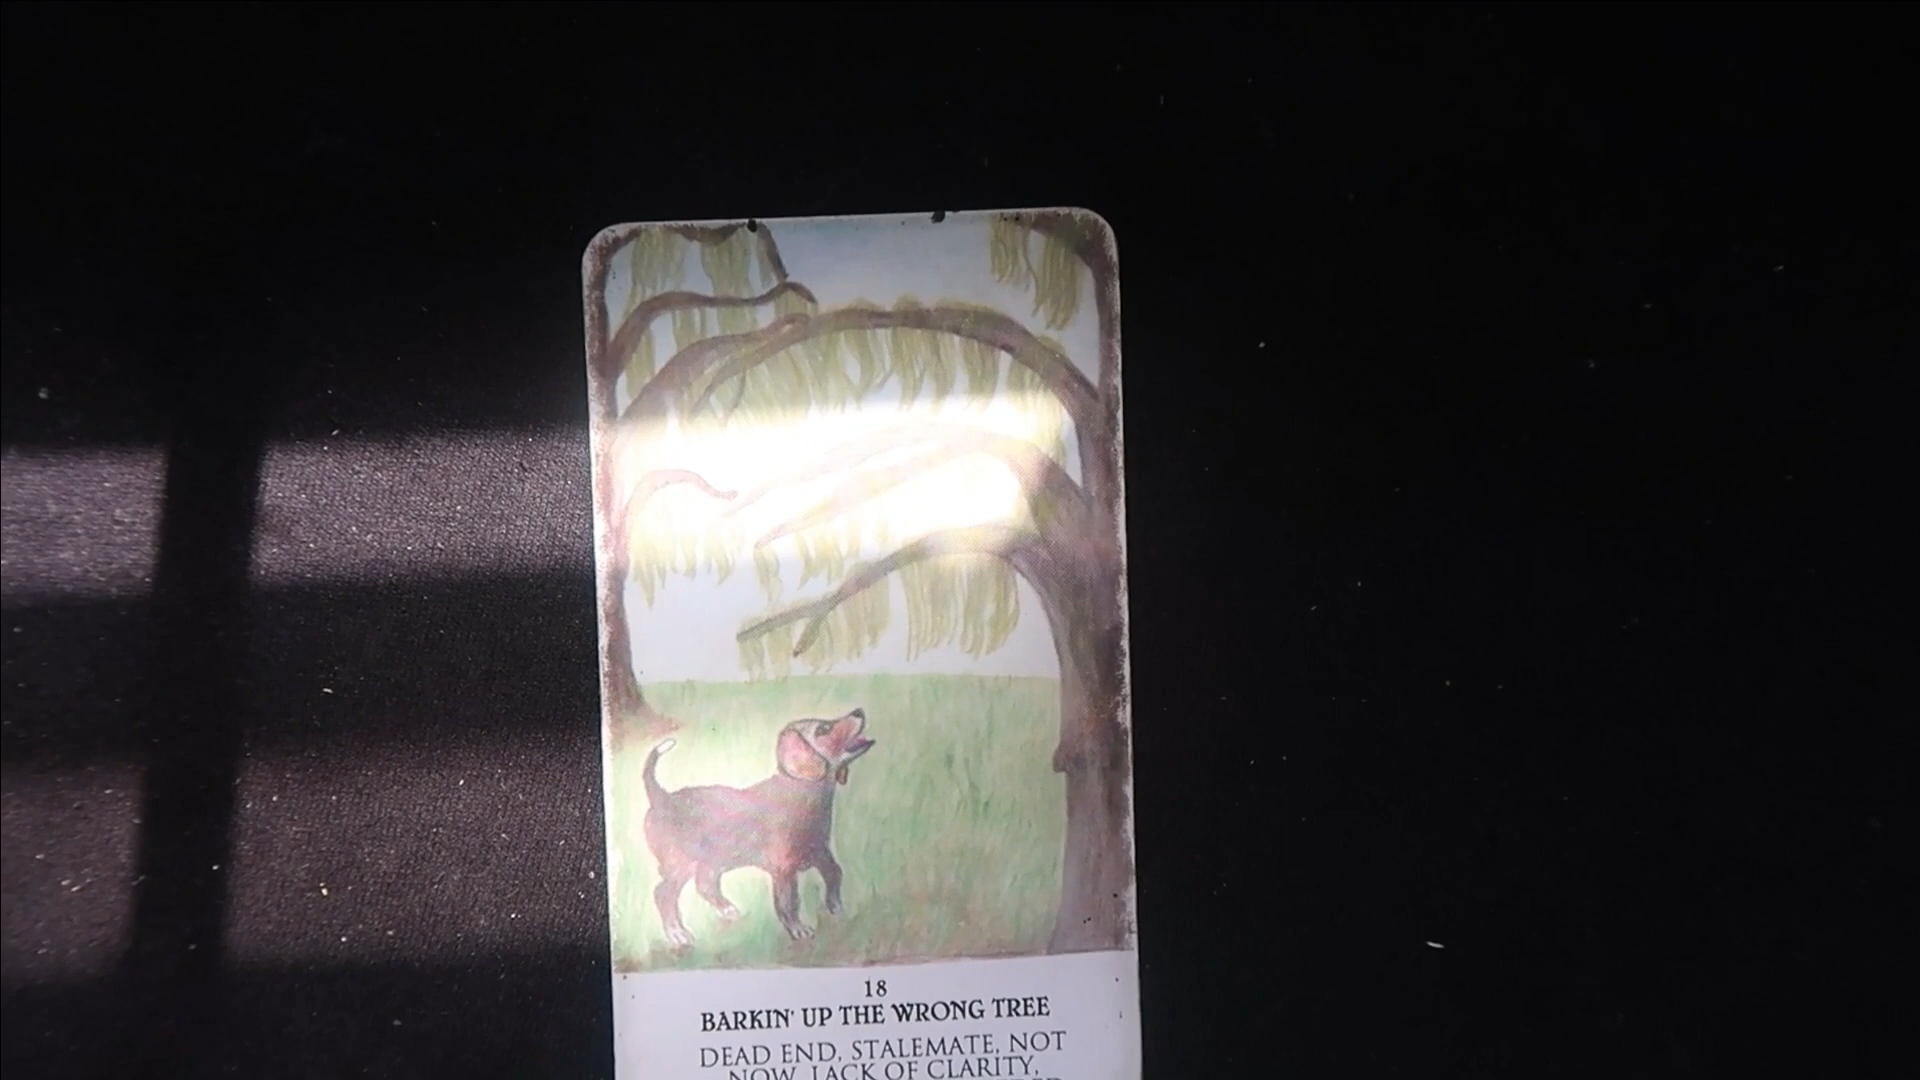 18
BARKIN' UP THE WRONG TREE
DEAD END, STALEMATE, NOT
NOW, LACK OF CLARITY,